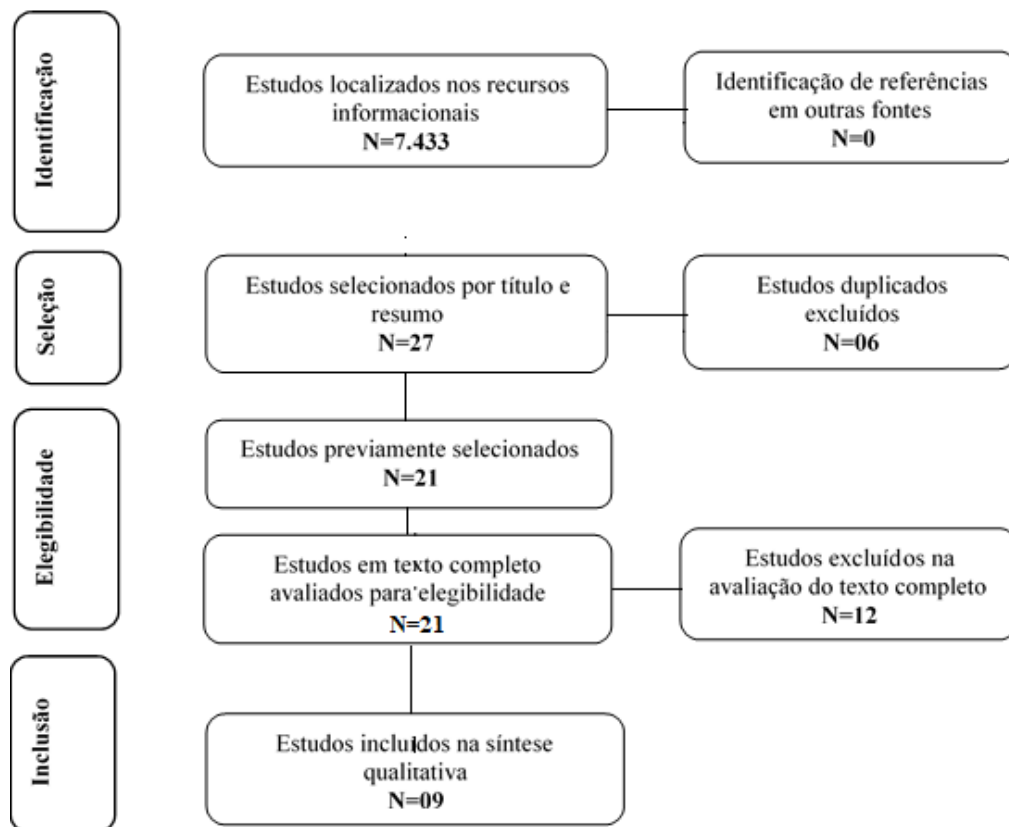 Identificação
Estudos localizados nos recursos
informacionais
N=7.433
Identificação de referências
em outras fontes
N=0
Seleção
Estudos selecionados por título e
resumo
N=27
Estudos duplicados
excluídos
N=06
Elegibilidade
Estudos previamente selecionados
N=21
Estudos em texto completo
avaliados para elegibilidade
N=21
Estudos excluídos na
avaliação do texto completo
N=12
Inclusão
Estudos incluídos na síntese
qualitativa
N=09